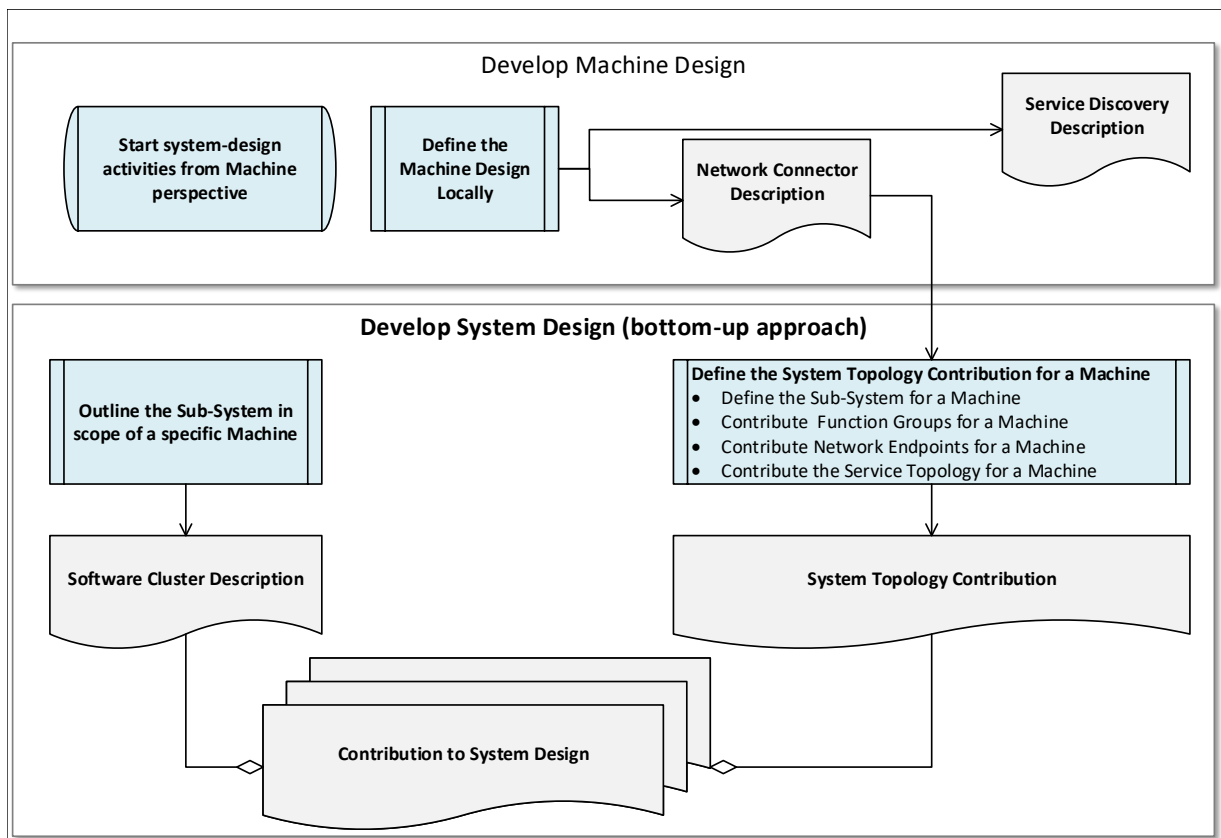 Develop Machine Design
Start system-design
activities from Machine
perspective
Define the
Machine Design
Locally
Network Connector
Description
Service Discovery
Description
Develop System Design (bottom-up approach)
Outline the Sub-System in
scope of a specific Machine
Define the System Topology Contribution for a Machine
• Define the Sub-System for a Machine
• Contribute Function Groups for a Machine
• Contribute Network Endpoints for a Machine
• Contribute the Service Topology for a Machine
Software Cluster Description
System Topology Contribution
Contribution to System Design